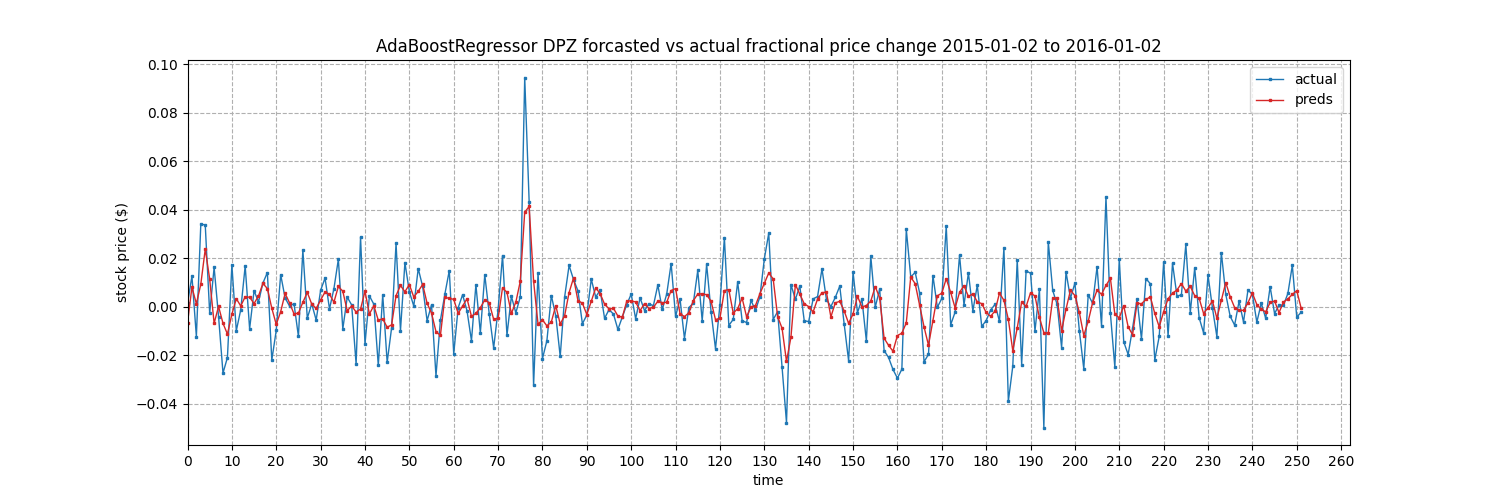 AdaBoostRegressor DPZ forcasted vs actual fractional price change 2015-01-02 to 2016-01-02
actual
preds
stock price ($)
0.10
0.08
0.06
0.04
0.02
0.00
−0.02
−0.04
0 10 20 30 40 50 60 70 80 90 100 110 120 130 140 150 160 170 180 190 200 210 220 230 240 250 260
time